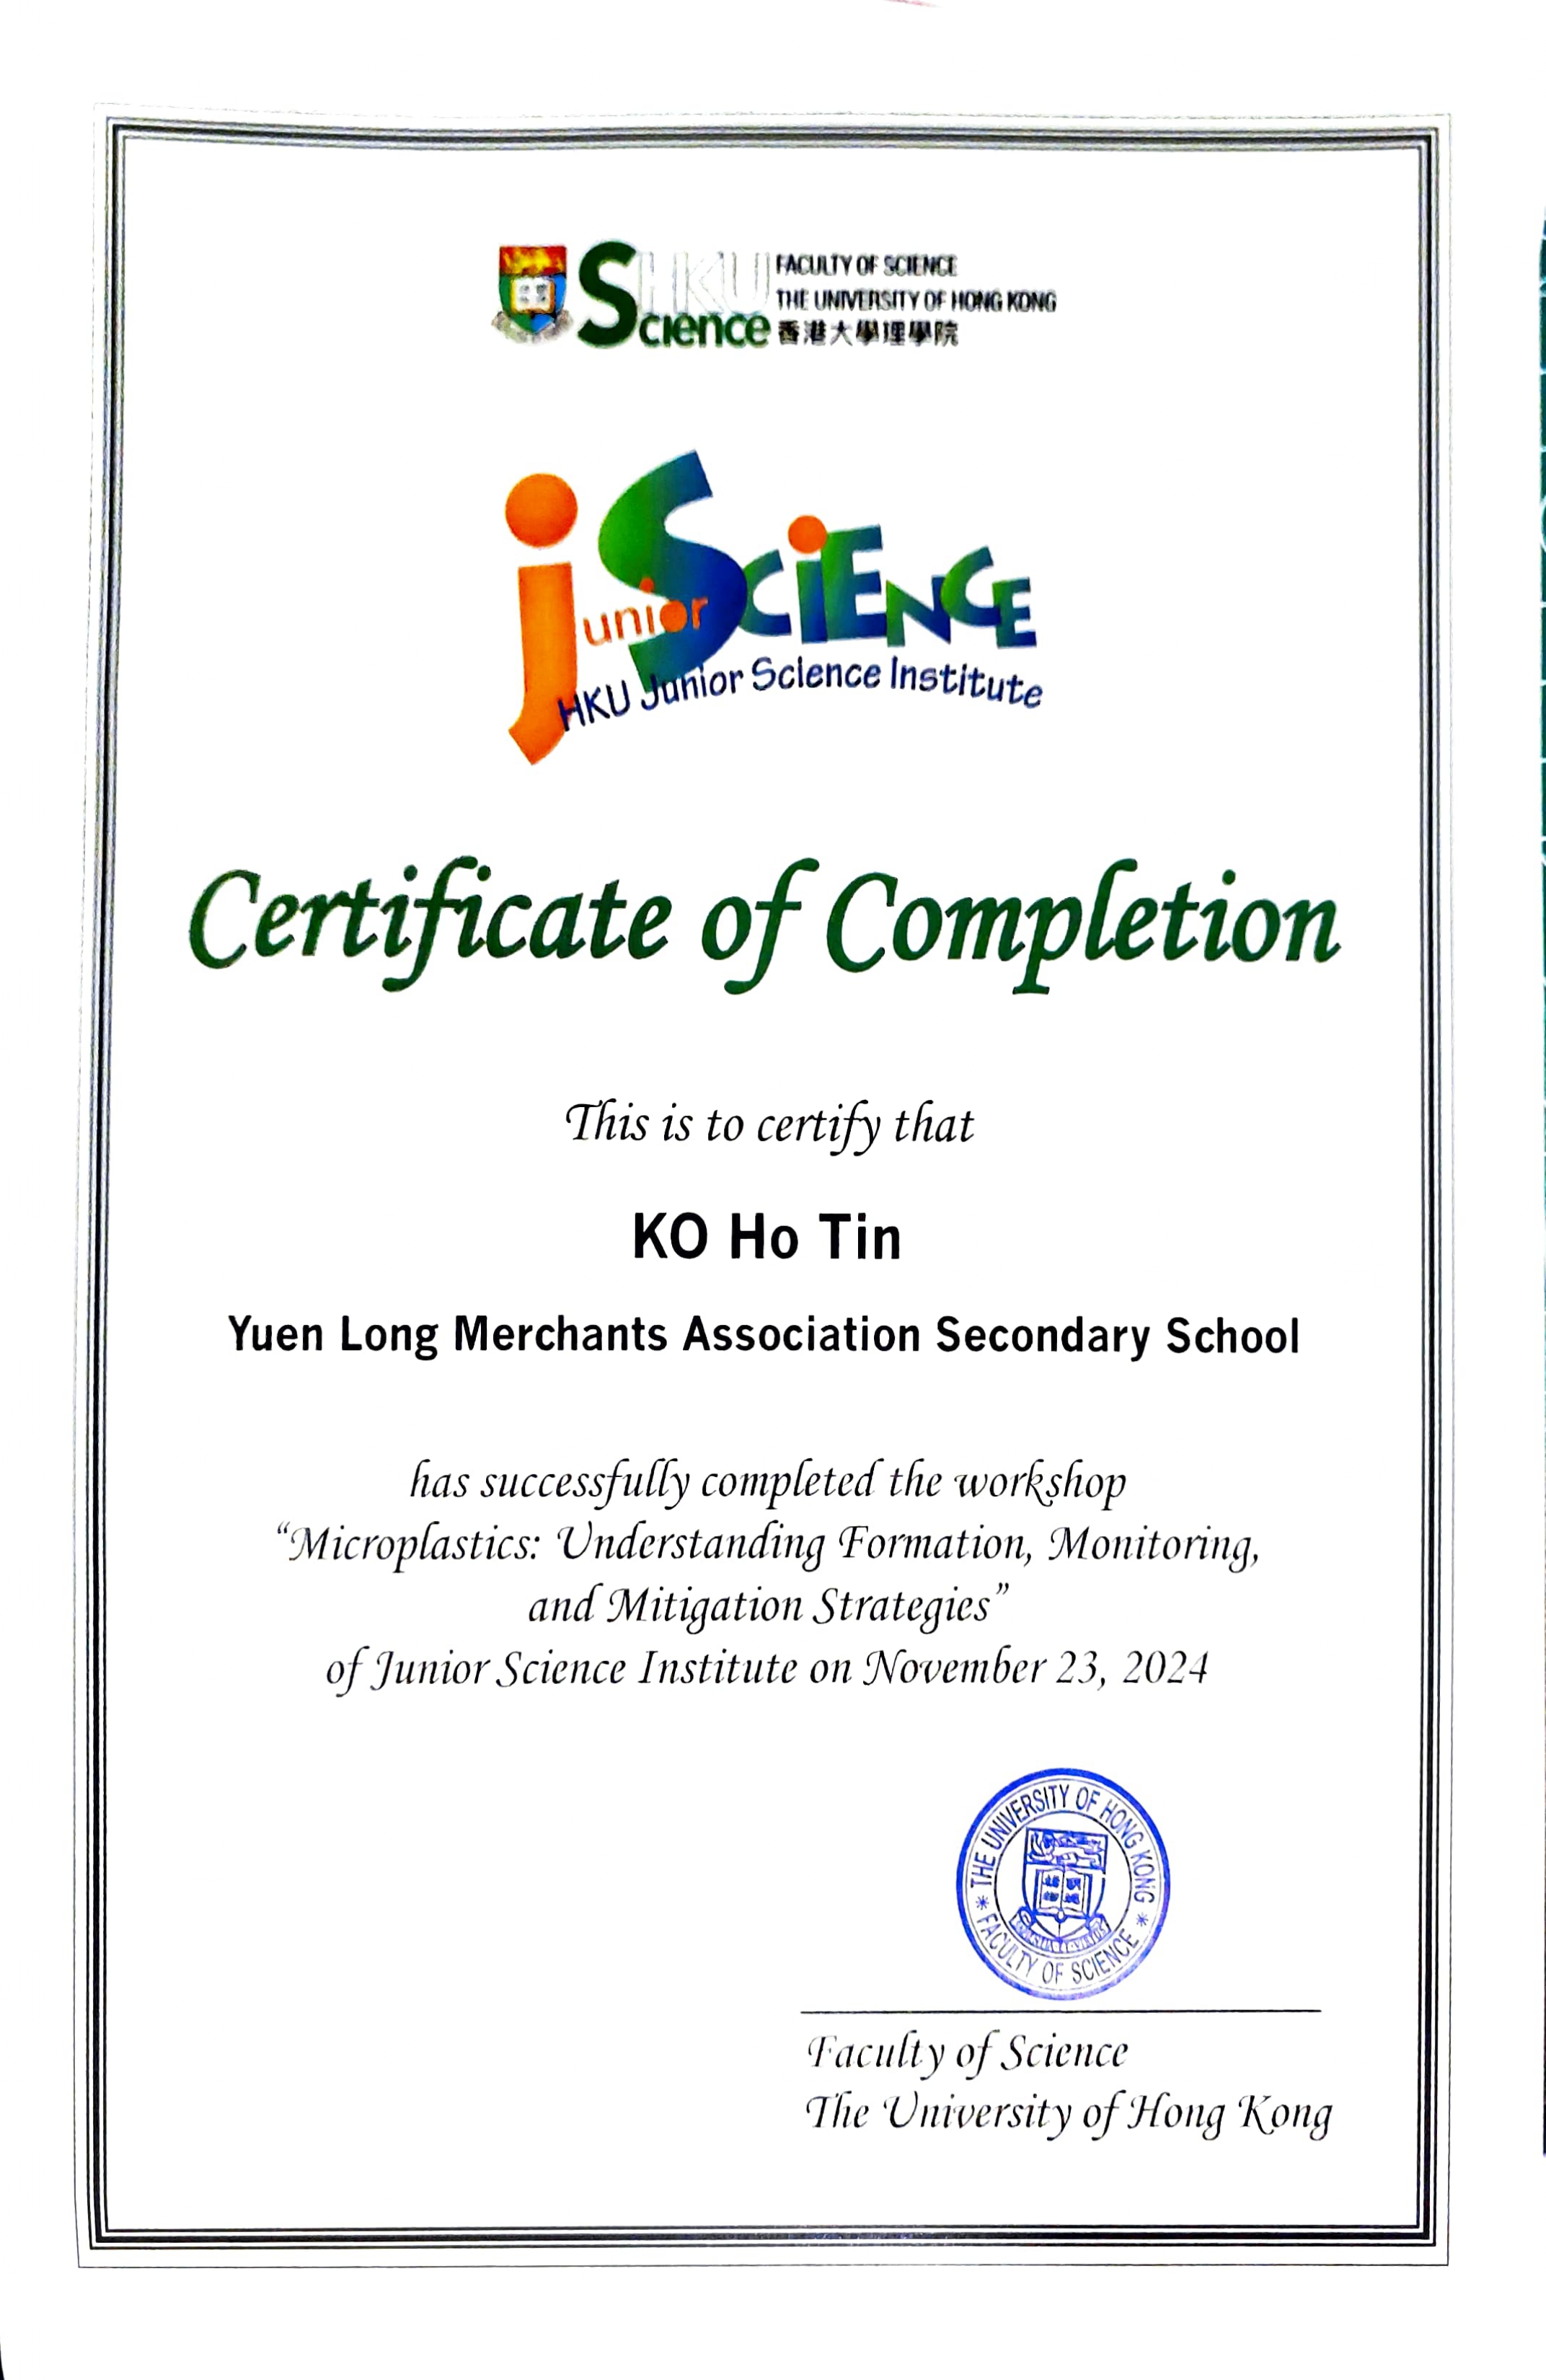 SHKU
Science
FACULTY OF SCIENCE
THE UNIVERSITY OF HONG KONG
香港大學理學院
junior SCiENCE
HKU Junior Science Institute
Certificate of Completion
This is to certify that
KO Ho Tin
Yuen Long Merchants Association Secondary School
has successfully completed the workshop
“Microplastics: Understanding Formation, Monitoring,
and Mitigation Strategies”
of Junior Science Institute on November 23, 2024
THE UNIVERSITY OF HONG KONG
* FACULTY OF SCIENCE *
Faculty of Science
The University of Hong Kong